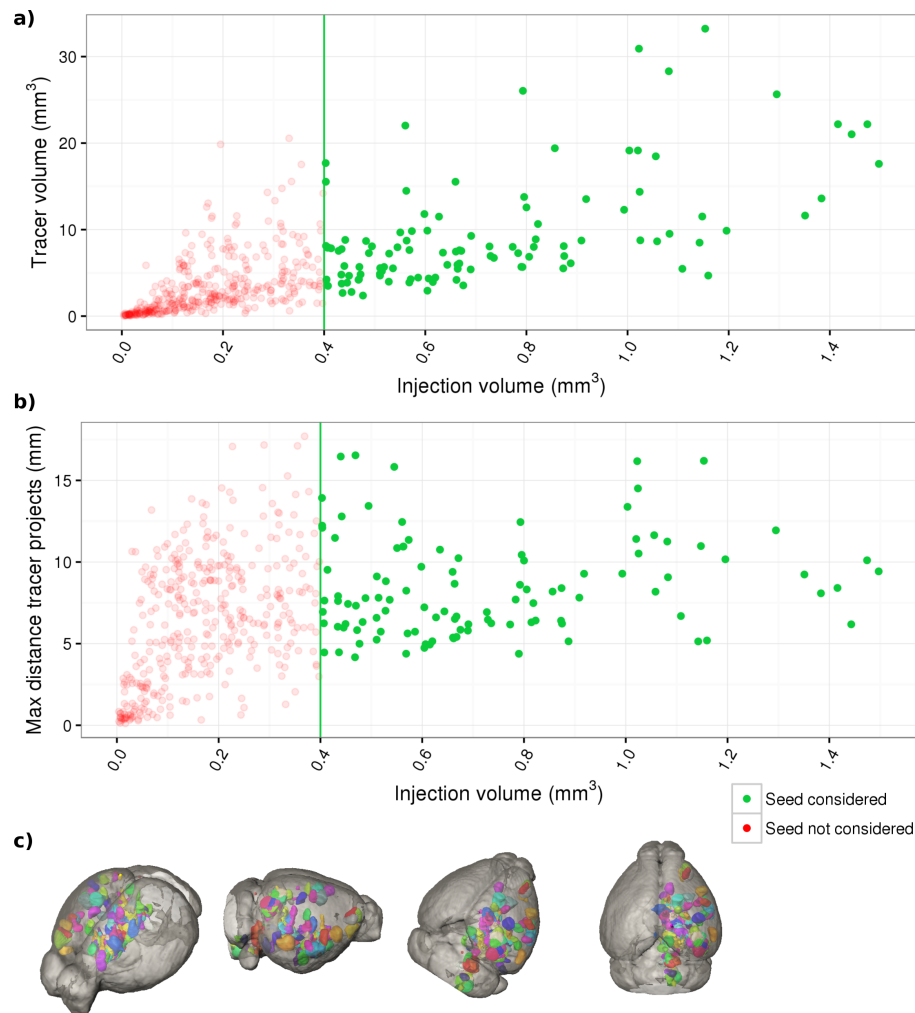 a)
Tracer volume (mm³)
30
20
10
0
0.0 0.2 0.4 0.6 0.8 1.0 1.2 1.4
Injection volume (mm³)
b)
Max distance tracer projects (mm)
15
10
5
0
0.0 0.2 0.4 0.6 0.8 1.0 1.2 1.4
Injection volume (mm³)
Seed considered
Seed not considered
c)